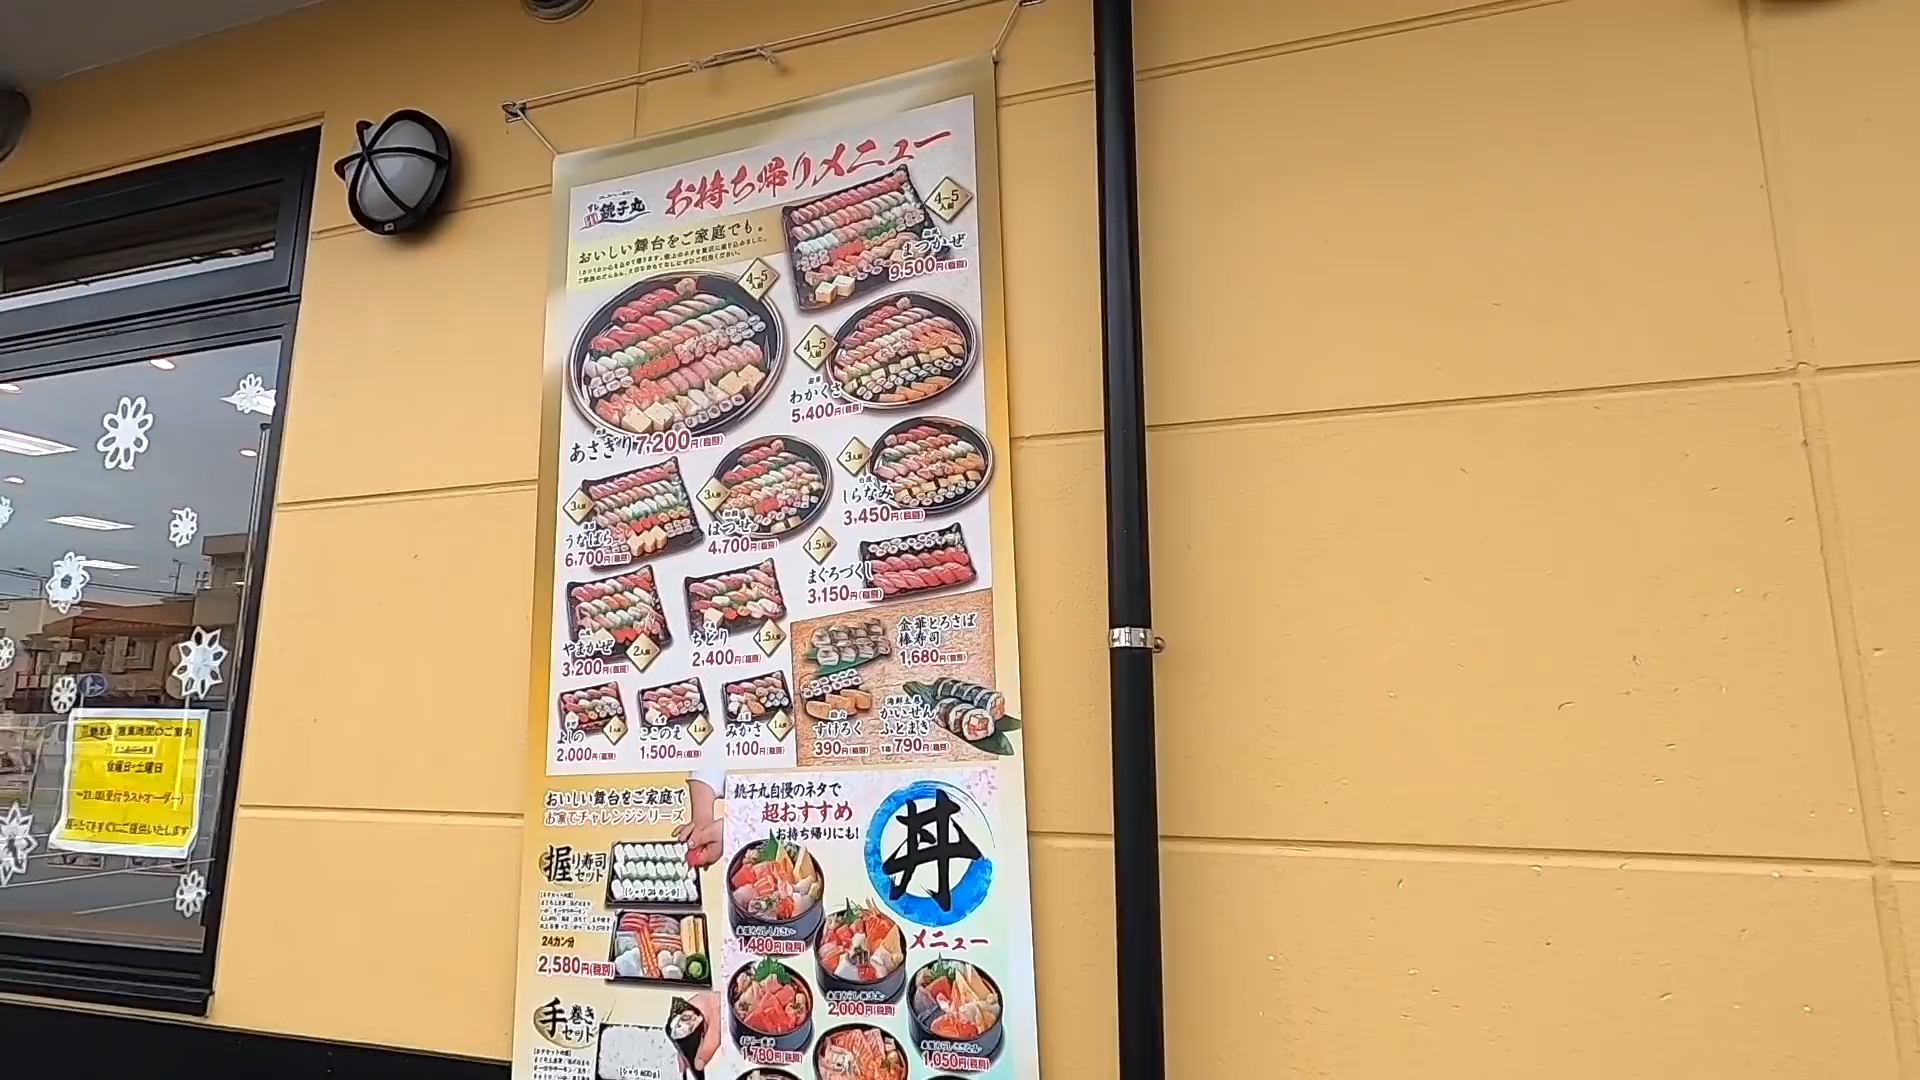 お持ち帰りメニュー
すし
銚子丸
おいしい舞台をご家庭でも。
4~5人前
まつかぜ
9,500円(税別)
4~5人前
あさぎり 7,200円(税別)
4~5人前
わかくさ
5,400円(税別)
3人前
うなばら
6,700円(税別)
3人前
はつせ
4,700円(税別)
3人前
しらなみ
3,450円(税別)
1.5人前
まぐろづくし
3,150円(税別)
やまかぜ
2人前
3,200円(税別)
ちどり
1.5人前
2,400円(税別)
よしの
1人前
2,000円(税別)
ここのえ
1人前
1,500円(税別)
みかさ
1人前
1,100円(税別)
金華とろさば
棒寿司
1,680円(税別)
すけろく
390円(税別)
かいせん
ふとまき
1本 790円(税別)
おいしい舞台をご家庭で
お家でチャレンジシリーズ
握り寿司
セット
24カン分
2,580円(税別)
手巻き
セット
銚子丸自慢のネタで
超おすすめ
お持ち帰りにも!
丼
メニュー
1,480円(税別)
2,000円(税別)
1,780円(税別)
1,050円(税別)
営業時間のご案内
金曜日・土曜日